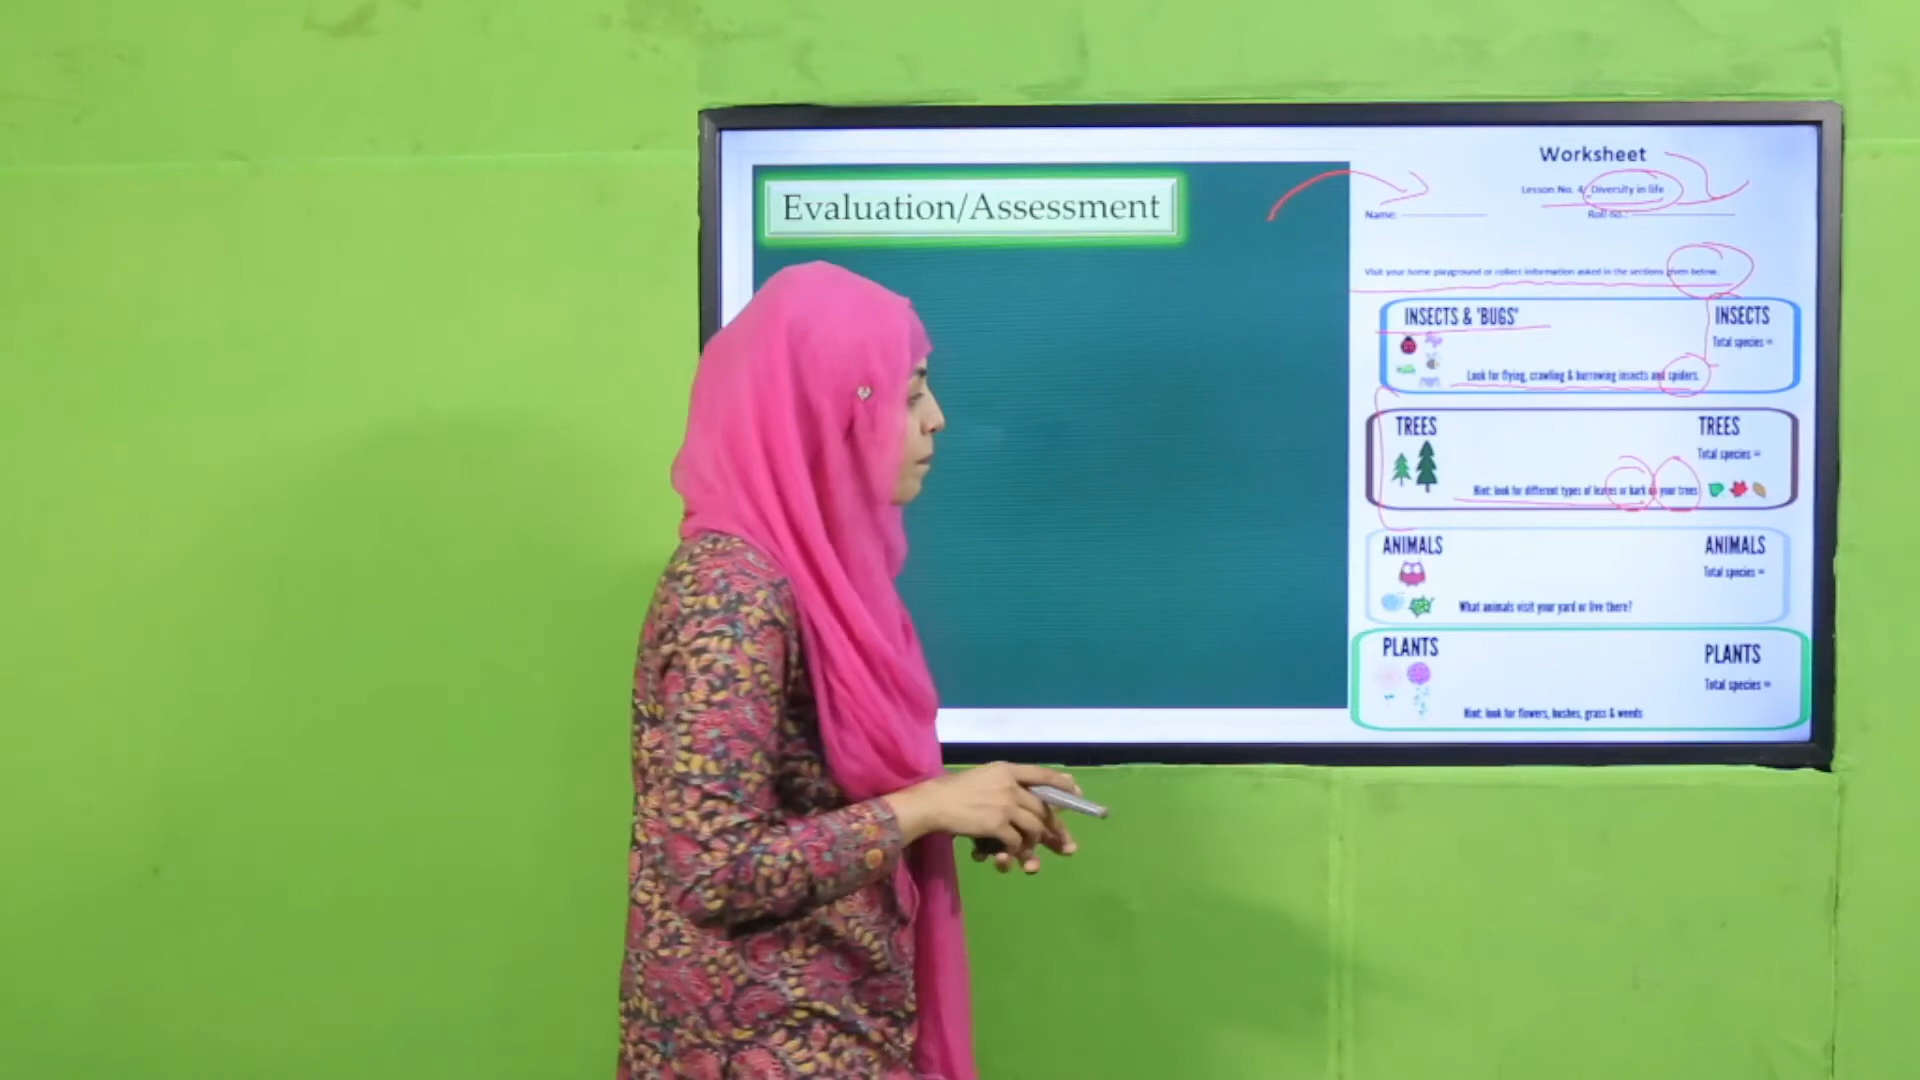 Evaluation/Assessment
Worksheet
Lesson No. 4: Diversity in life
Name:
Roll no.:
Visit your home playground or collect information asked in the sections given below.
INSECTS & 'BUGS'
INSECTS
Total species =
Look for flying, crawling & burrowing insects and spiders.
TREES
TREES
Total species =
Hint: look for different types of leaves or bark on your trees
ANIMALS
ANIMALS
Total species =
What animals visit your yard or live there?
PLANTS
PLANTS
Total species =
Hint: look for flowers, bushes, grass & weeds